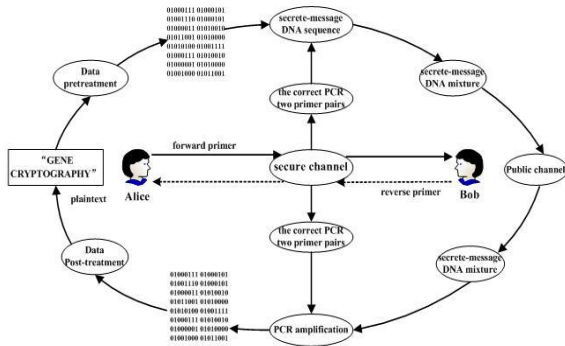 01000111 01000101
01001110 01000101
00000011 01010010
01011001 01010000
01010100 01001111
01000111 01010010
01000001 01010000
01001000 01011001
secrete-message
DNA sequence
Data
pretreatment
secrete-message
DNA mixture
the correct PCR
two primer pairs
"GENE
CRYPTOGRAPHY"
plaintext
forward primer
Alice
secure channel
reverse primer
Bob
Public channel
the correct PCR
two primer pairs
Data
Post-treatment
secrete-message
DNA mixture
01000111 01000101
01001110 01000101
00000011 01010010
01011001 01010000
01010100 01001111
01000111 01010010
01000001 01010000
01001000 01011001
PCR amplification